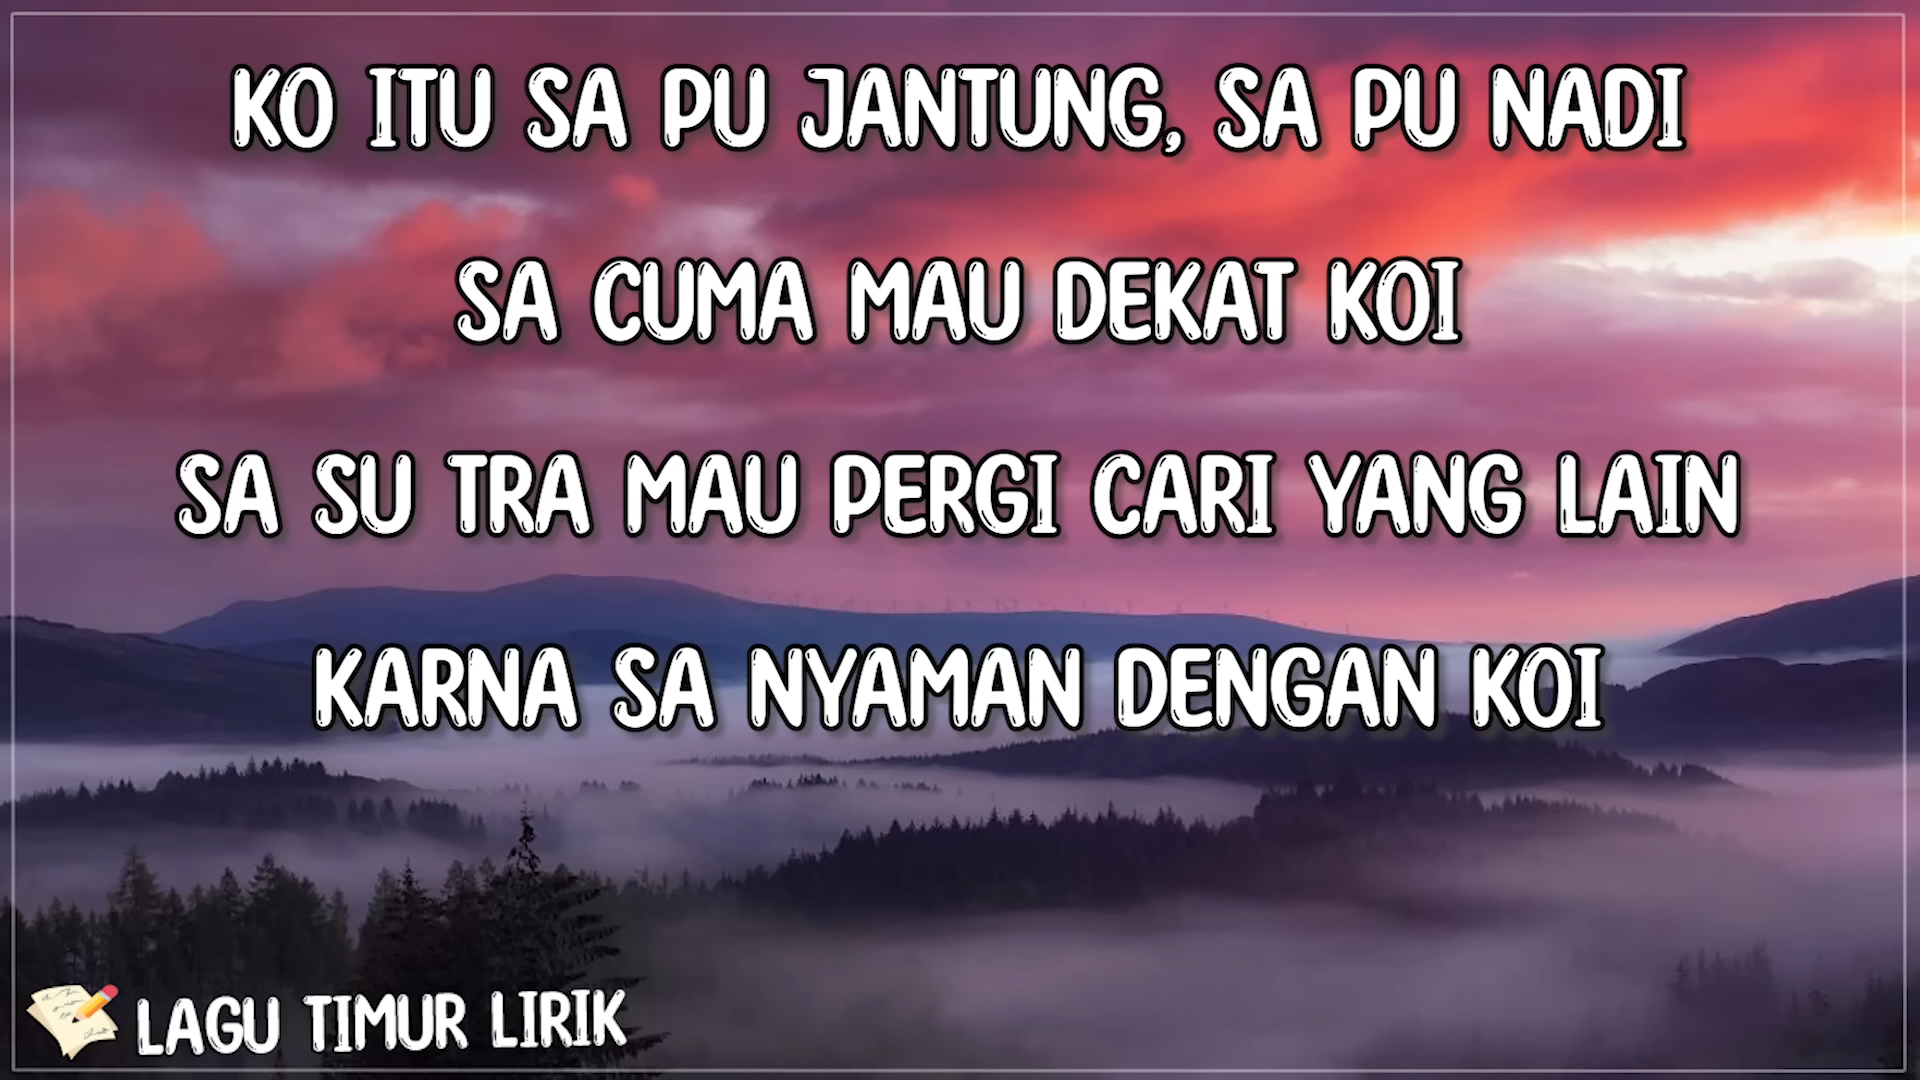 KO ITU SA PU JANTUNG, SA PU NADI
SA CUMA MAU DEKAT KOI
SA SU TRA MAU PERGI CARI YANG LAIN
KARNA SA NYAMAN DENGAN KOI
LAGU TIMUR LIRIK